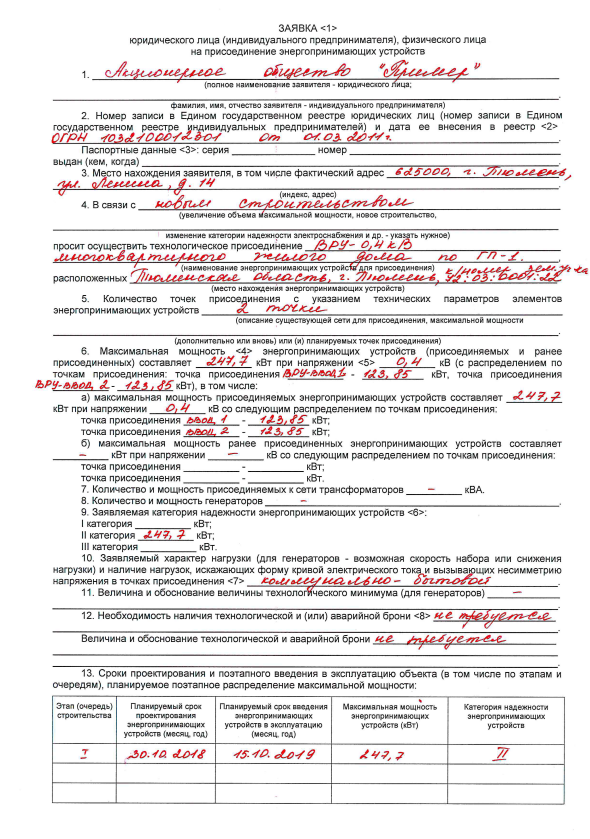 ЗАЯВКА <1>
юридического лица (индивидуального предпринимателя), физического лица
на присоединение энергопринимающих устройств
1. Акционерное общество "Пример"
(полное наименование заявителя - юридического лица;
фамилия, имя, отчество заявителя - индивидуального предпринимателя)
2. Номер записи в Едином государственном реестре юридических лиц (номер записи в Едином
государственном реестре индивидуальных предпринимателей) и дата ее внесения в реестр <2>
ОГРН 1032100012301 от 01.03.2011г.
Паспортные данные <3>: серия номер
выдан (кем, когда)
3. Место нахождения заявителя, в том числе фактический адрес 625000, г. Тюмень,
ул. Ленина, д. 14
(индекс, адрес)
4. В связи с новым строительством
(увеличение объема максимальной мощности, новое строительство,
изменение категории надежности электроснабжения и др. - указать нужное)
просит осуществить технологическое присоединение ВРУ-0,4кВ
многоквартирного жилого дома по ГП-1
(наименование энергопринимающих устройств для присоединения)
расположенных Тюменская область, г. Тюмень, к/номер зем. уч-ка 72:03:0001:22
(место нахождения энергопринимающих устройств)
5. Количество точек присоединения с указанием технических параметров элементов
энергопринимающих устройств 2 точки
(описание существующей сети для присоединения, максимальной мощности
(дополнительно или вновь) или (и) планируемых точек присоединения)
6. Максимальная мощность <4> энергопринимающих устройств (присоединяемых и ранее
присоединенных) составляет 247,7 кВт при напряжении <5> 0,4 кВ (с распределением по
точкам присоединения: точка присоединения ВРУ-ВВОД 1 - 123,85 кВт, точка присоединения
ВРУ-ВВОД 2 - 123,85 кВт), в том числе:
а) максимальная мощность присоединяемых энергопринимающих устройств составляет 247,7
кВт при напряжении 0,4 кВ со следующим распределением по точкам присоединения:
точка присоединения ВВОД 1 - 123,85 кВт;
точка присоединения ВВОД 2 - 123,85 кВт;
б) максимальная мощность ранее присоединенных энергопринимающих устройств составляет
– кВт при напряжении – кВ со следующим распределением по точкам присоединения:
точка присоединения - кВт;
точка присоединения - кВт.
7. Количество и мощность присоединяемых к сети трансформаторов – кВА.
8. Количество и мощность генераторов – .
9. Заявляемая категория надежности энергопринимающих устройств <6>:
I категория кВт;
II категория 247,7 кВт;
III категория кВт.
10. Заявляемый характер нагрузки (для генераторов - возможная скорость набора или снижения
нагрузки) и наличие нагрузок, искажающих форму кривой электрического тока и вызывающих несимметрию
напряжения в точках присоединения <7> коммунально-бытовой
11. Величина и обоснование величины технологического минимума (для генераторов) –
12. Необходимость наличия технологической и (или) аварийной брони <8> не требуется
Величина и обоснование технологической и аварийной брони не требуется
13. Сроки проектирования и поэтапного введения в эксплуатацию объекта (в том числе по этапам и
очередям), планируемое поэтапное распределение максимальной мощности:
Этап (очередь) строительства
Планируемый срок проектирования энергопринимающих устройств (месяц, год)
Планируемый срок введения энергопринимающих устройств в эксплуатацию (месяц, год)
Максимальная мощность энергопринимающих устройств (кВт)
Категория надежности энергопринимающих устройств
I 30.10.2018 15.10.2019 247,7 II